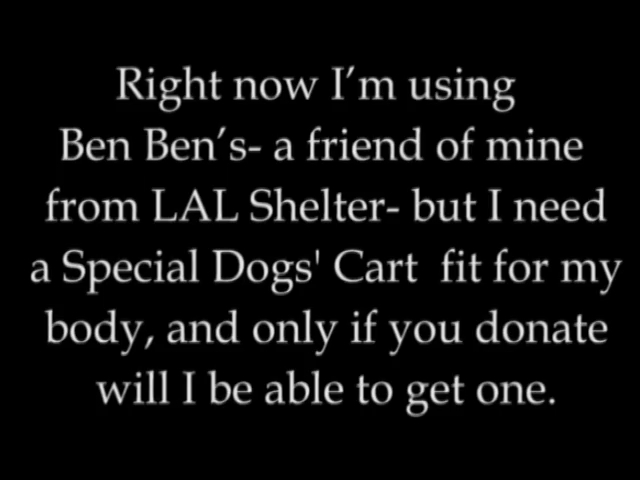 Right now I’m using
Ben Ben’s- a friend of mine
from LAL Shelter- but I need
a Special Dogs' Cart fit for my
body, and only if you donate
will I be able to get one.